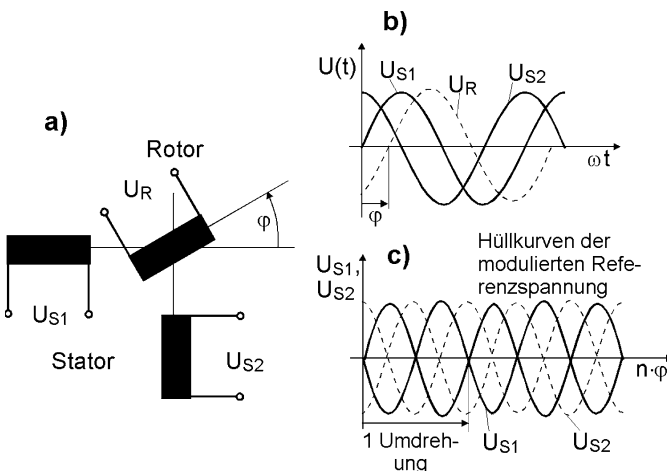 a)
Rotor
U_R
φ
U_S1
Stator
U_S2
b)
U(t)
U_S1
U_R
U_S2
ωt
φ
c)
Hüllkurven der
modulierten Refe-
renzspannung
U_S1,
U_S2
n·φ
1 Umdreh-
ung
U_S1
U_S2